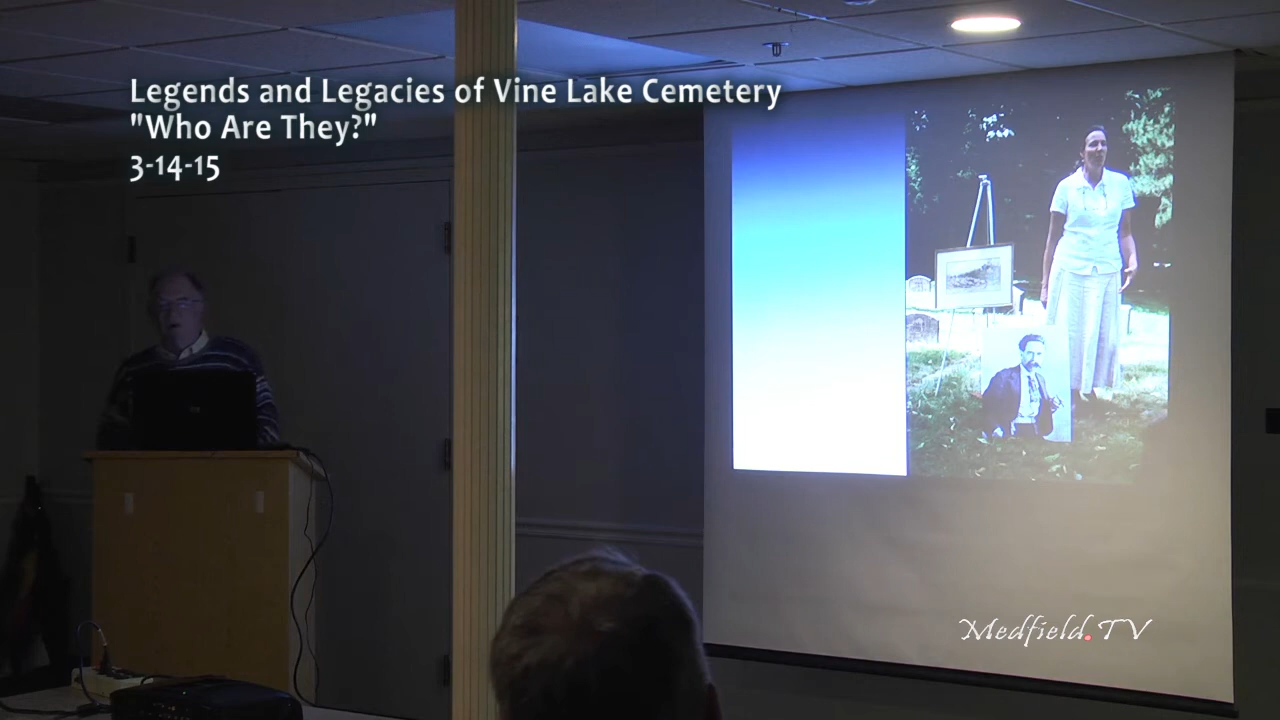 Legends and Legacies of Vine Lake Cemetery
"Who Are They?"
3-14-15
Medfield.TV